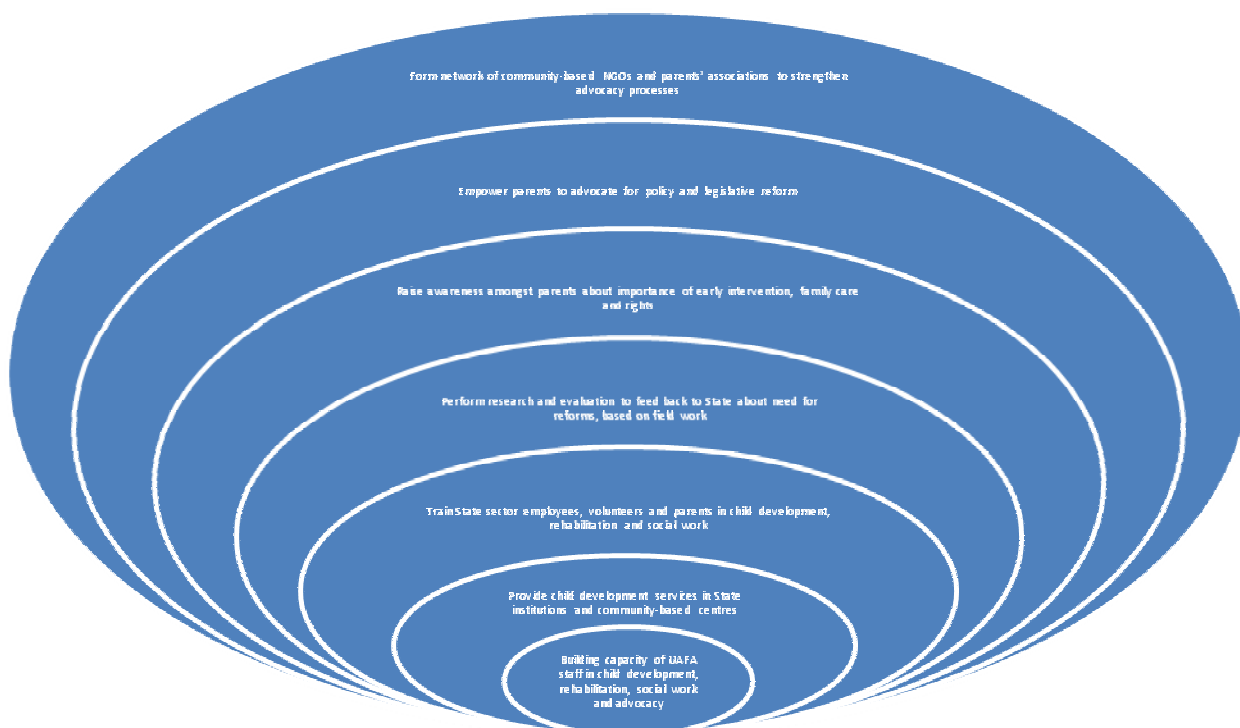 Form network of community-based NGOs and parents' associations to strengthen
advocacy processes
Empower parents to advocate for policy and legislative reform
Raise awareness amongst parents about importance of early intervention, family care
and rights
Perform research and evaluation to feed back to State about need for
reforms, based on field work
Train State sector employees, volunteers and parents in child development,
rehabilitation and social work
Provide child development services in State
institutions and community-based centres
Building capacity of UAFA
staff in child development,
rehabilitation, social work
and advocacy